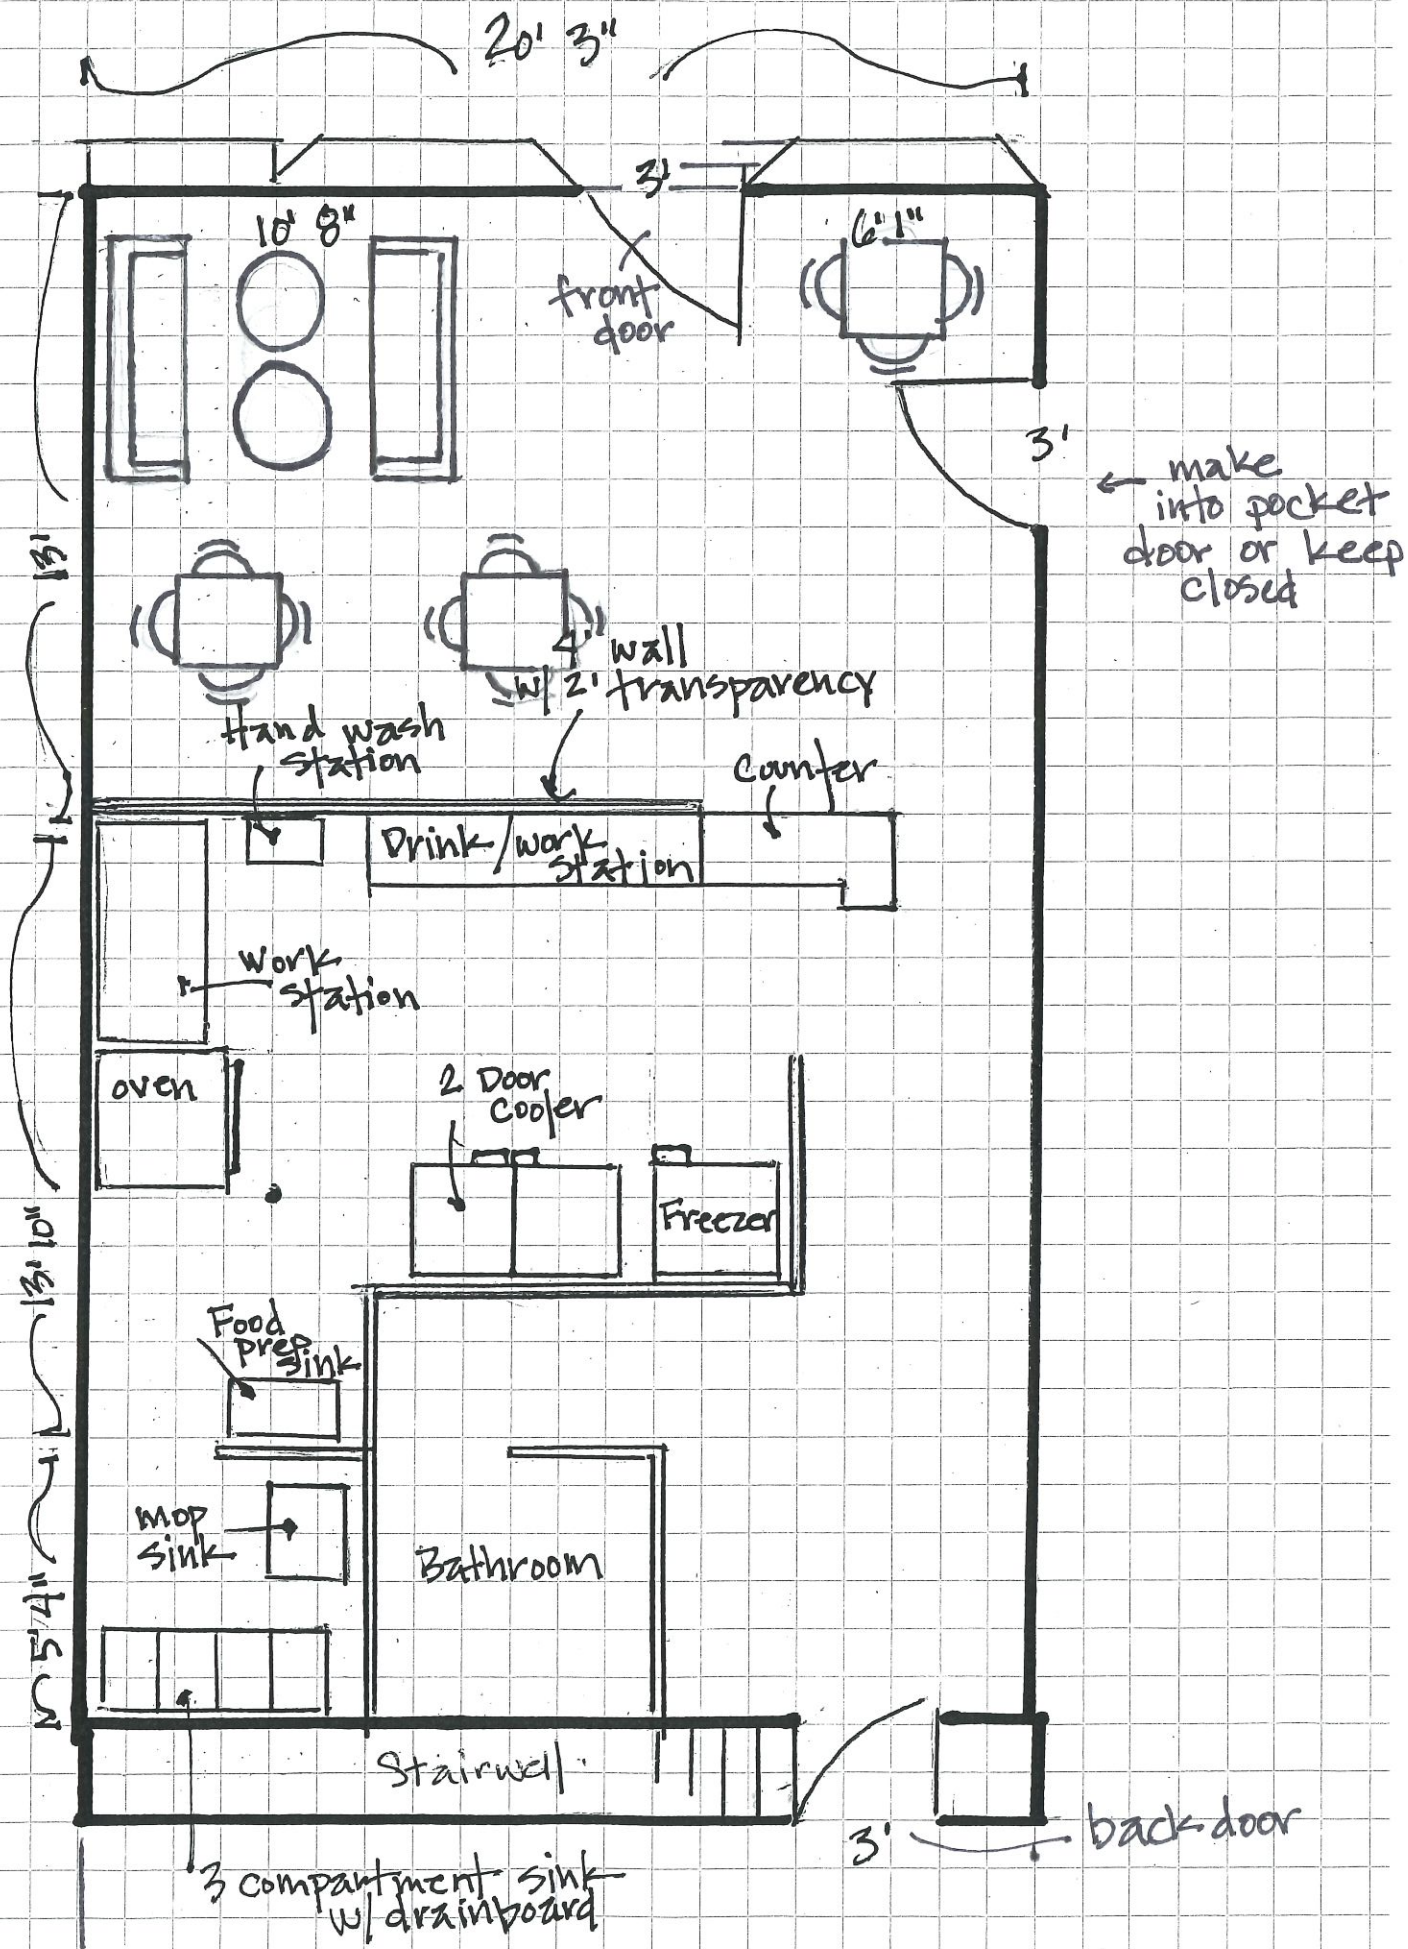 20' 3"
3'
10' 8"
6' 1"
front
door
3'
← make
into pocket
door or keep
closed
13'
4' wall
w/ 2' transparency
Hand wash
station
Counter
Drink/work
station
Work
station
oven
2 Door
cooler
Freezer
13' 10"
Food
prep
sink
mop
sink
Bathroom
5' 4"
Stairwell
3'
back door
3 compartment sink
w/ drainboard